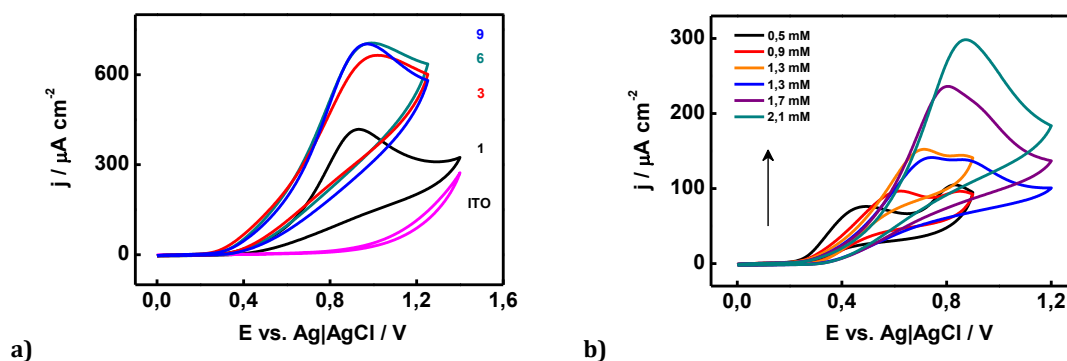 600
300
0
0,0
0,4
0,8
1,2
1,6
j / µA cm⁻²
E vs. Ag|AgCl / V
9
6
3
1
ITO
a)
300
200
100
0
0,0
0,4
0,8
1,2
j / µA cm⁻²
E vs. Ag|AgCl / V
0,5 mM
0,9 mM
1,3 mM
1,3 mM
1,7 mM
2,1 mM
b)